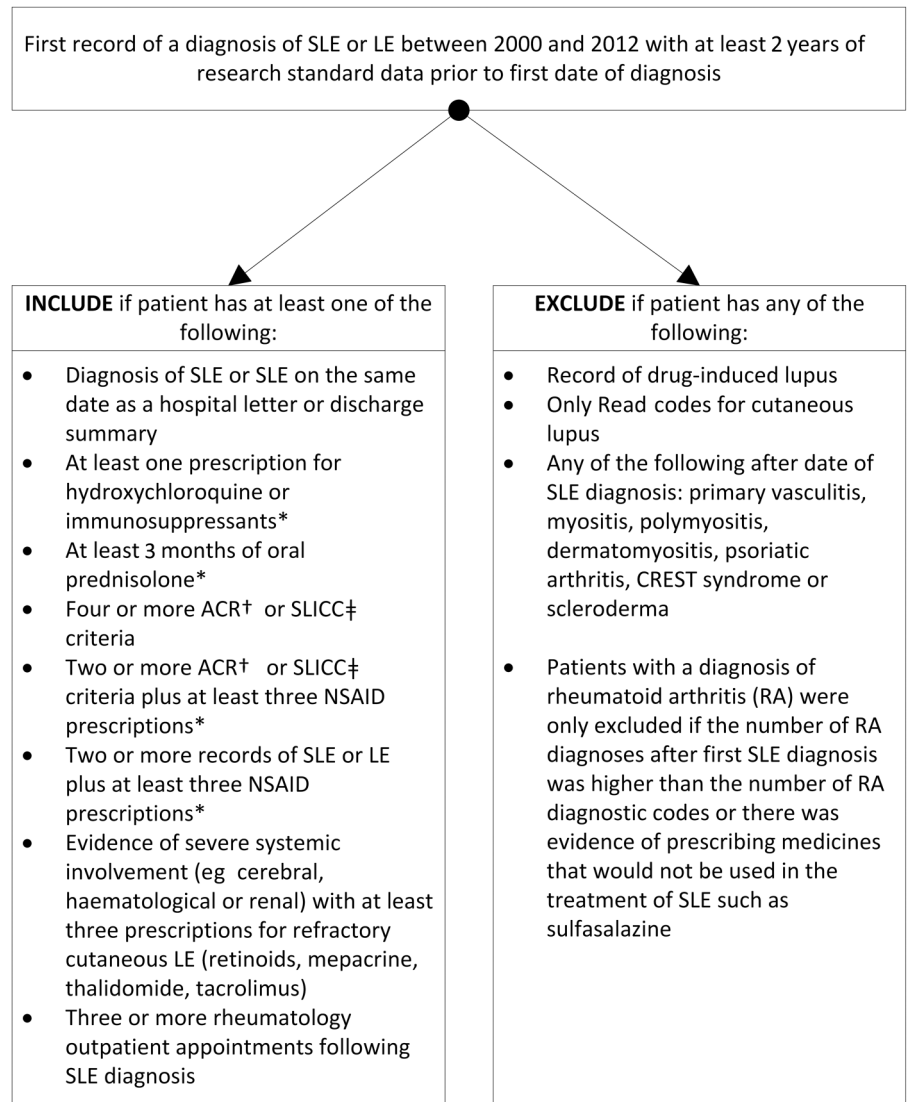 First record of a diagnosis of SLE or LE between 2000 and 2012 with at least 2 years of
research standard data prior to first date of diagnosis
INCLUDE if patient has at least one of the
following:
• Diagnosis of SLE or SLE on the same
date as a hospital letter or discharge
summary
• At least one prescription for
hydroxychloroquine or
immunosuppressants*
• At least 3 months of oral
prednisolone*
• Four or more ACR† or SLICC‡
criteria
• Two or more ACR† or SLICC‡
criteria plus at least three NSAID
prescriptions*
• Two or more records of SLE or LE
plus at least three NSAID
prescriptions*
• Evidence of severe systemic
involvement (eg cerebral,
haematological or renal) with at least
three prescriptions for refractory
cutaneous LE (retinoids, mepacrine,
thalidomide, tacrolimus)
• Three or more rheumatology
outpatient appointments following
SLE diagnosis
EXCLUDE if patient has any of the
following:
• Record of drug-induced lupus
• Only Read codes for cutaneous
lupus
• Any of the following after date of
SLE diagnosis: primary vasculitis,
myositis, polymyositis,
dermatomyositis, psoriatic
arthritis, CREST syndrome or
scleroderma
• Patients with a diagnosis of
rheumatoid arthritis (RA) were
only excluded if the number of RA
diagnoses after first SLE diagnosis
was higher than the number of RA
diagnostic codes or there was
evidence of prescribing medicines
that would not be used in the
treatment of SLE such as
sulfasalazine